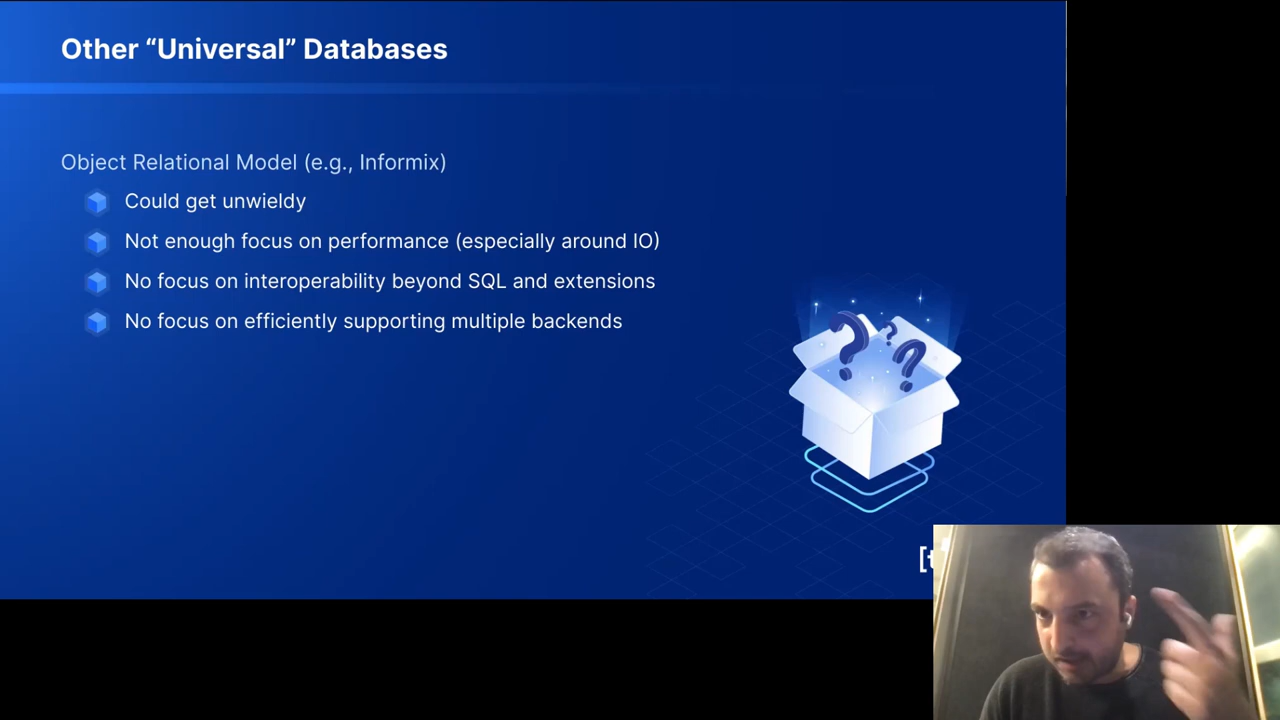 Other “Universal” Databases
Object Relational Model (e.g., Informix)
Could get unwieldy
Not enough focus on performance (especially around IO)
No focus on interoperability beyond SQL and extensions
No focus on efficiently supporting multiple backends